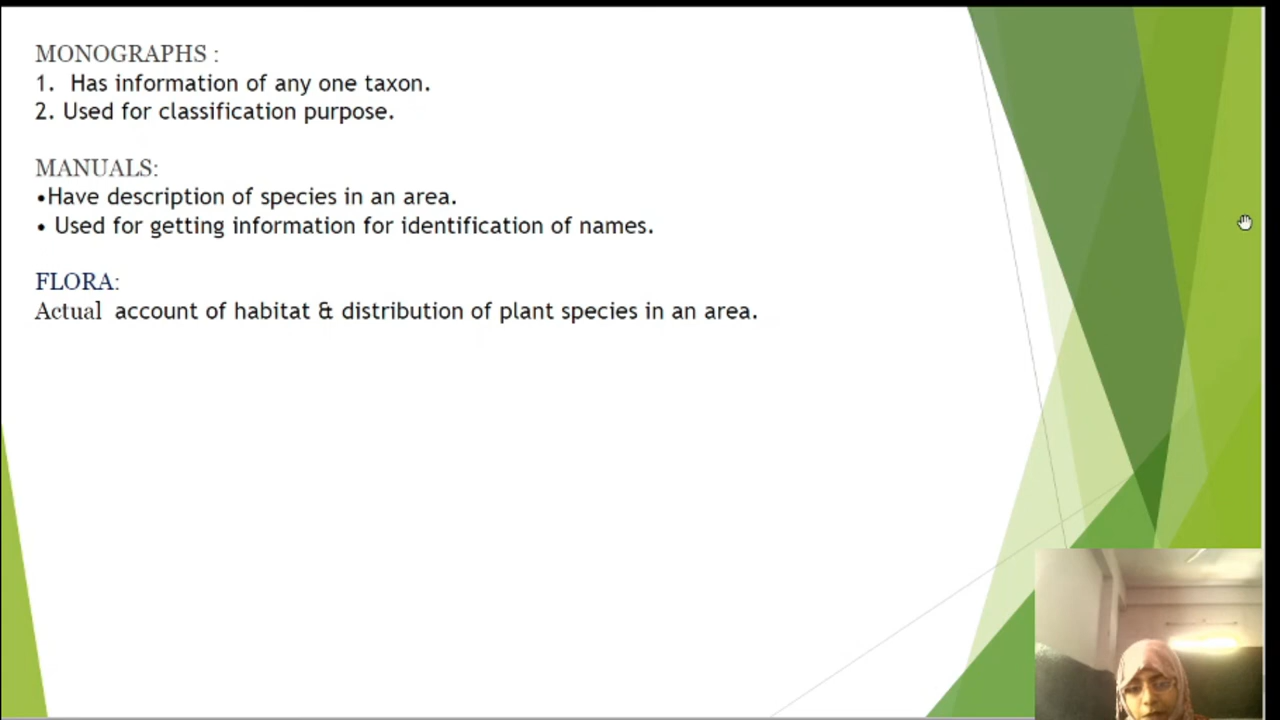 MONOGRAPHS :
1. Has information of any one taxon.
2. Used for classification purpose.
MANUALS:
•Have description of species in an area.
• Used for getting information for identification of names.
FLORA:
Actual account of habitat & distribution of plant species in an area.